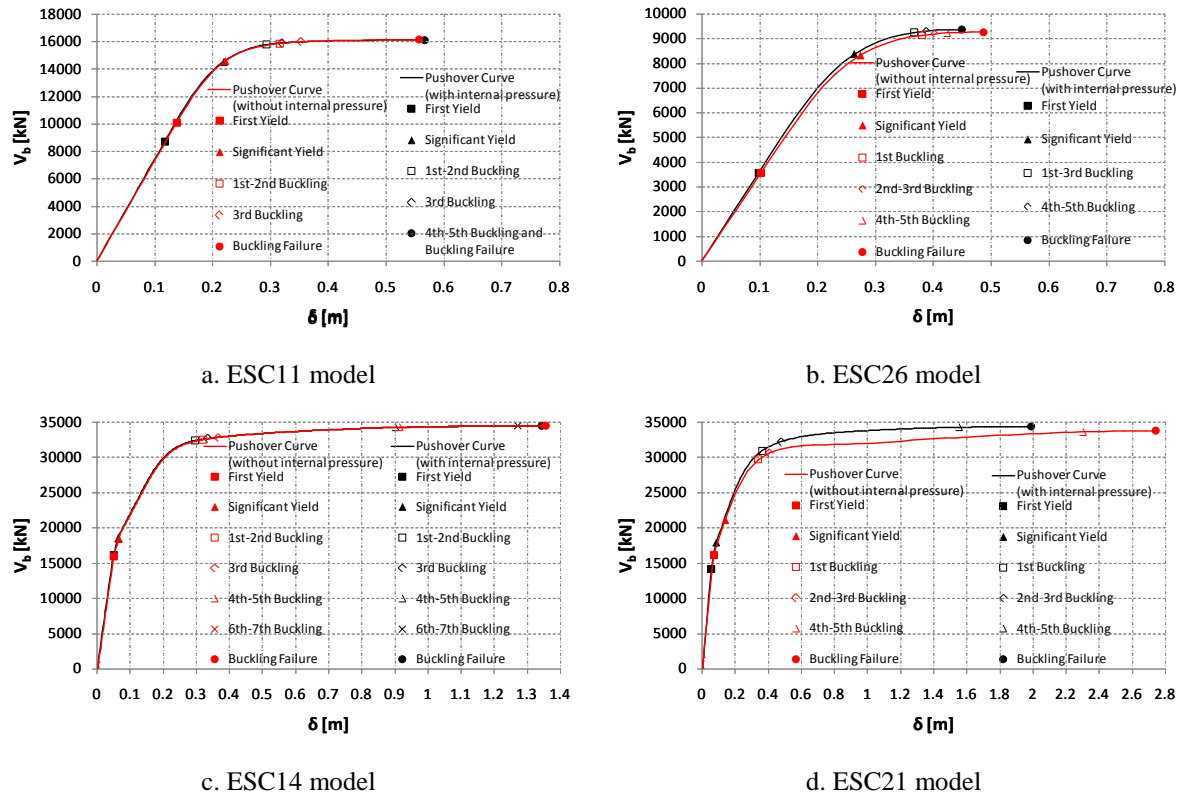 18000
16000
14000
12000
10000
8000
6000
4000
2000
0
V_b [kN]
0 0.1 0.2 0.3 0.4 0.5 0.6 0.7 0.8
δ [m]
Pushover Curve
(without internal pressure)
First Yield
Significant Yield
1st-2nd Buckling
3rd Buckling
Buckling Failure
Pushover Curve
(with internal pressure)
First Yield
Significant Yield
1st-2nd Buckling
3rd Buckling
4th-5th Buckling and
Buckling Failure
a. ESC11 model
10000
9000
8000
7000
6000
5000
4000
3000
2000
1000
0
V_b [kN]
0 0.1 0.2 0.3 0.4 0.5 0.6 0.7 0.8
δ [m]
Pushover Curve
(without internal pressure)
First Yield
Significant Yield
1st Buckling
2nd-3rd Buckling
4th-5th Buckling
Buckling Failure
Pushover Curve
(with internal pressure)
First Yield
Significant Yield
1st-3rd Buckling
4th-5th Buckling
Buckling Failure
b. ESC26 model
35000
30000
25000
20000
15000
10000
5000
0
V_b [kN]
0 0.1 0.2 0.3 0.4 0.5 0.6 0.7 0.8 0.9 1 1.1 1.2 1.3 1.4
δ [m]
Pushover Curve
(without internal pressure)
First Yield
Significant Yield
1st-2nd Buckling
3rd Buckling
4th-5th Buckling
6th-7th Buckling
Buckling Failure
Pushover Curve
(with internal pressure)
First Yield
Significant Yield
1st-2nd Buckling
3rd Buckling
4th-5th Buckling
6th-7th Buckling
Buckling Failure
c. ESC14 model
35000
30000
25000
20000
15000
10000
5000
0
V_b [kN]
0 0.2 0.4 0.6 0.8 1 1.2 1.4 1.6 1.8 2 2.2 2.4 2.6 2.8
δ [m]
Pushover Curve
(without internal pressure)
First Yield
Significant Yield
1st Buckling
2nd-3rd Buckling
4th-5th Buckling
Buckling Failure
Pushover Curve
(with internal pressure)
First Yield
Significant Yield
1st Buckling
2nd-3rd Buckling
4th-5th Buckling
Buckling Failure
d. ESC21 model